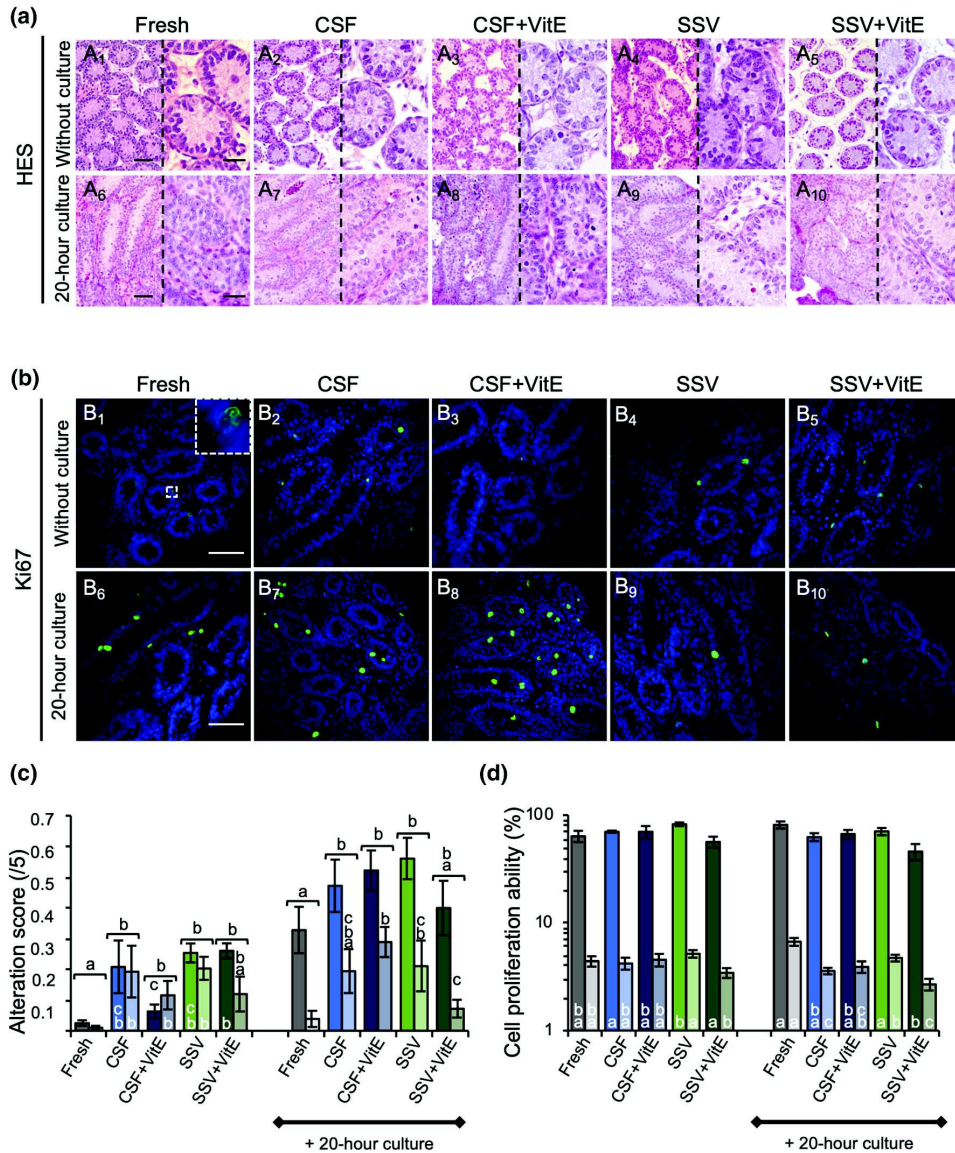 (a)
Fresh CSF CSF+VitE SSV SSV+VitE
HES
Without culture
A1 A2 A3 A4 A5
20-hour culture
A6 A7 A8 A9 A10
(b)
Fresh CSF CSF+VitE SSV SSV+VitE
Ki67
Without culture
B1 B2 B3 B4 B5
20-hour culture
B6 B7 B8 B9 B10
(c)
Alteration score (/5)
0.7
0.6
0.5
0.4
0.3
0.2
0.1
a b b b b
a b b b b a
c b b c b c b b b b a
c b a b c b c
Fresh CSF CSF+VitE SSV SSV+VitE
Fresh CSF CSF+VitE SSV SSV+VitE
+ 20-hour culture
(d)
Cell proliferation ability (%)
100
10
1
b a b a a b a b a b a b b a b
a a b a c b a c b a b b c
Fresh CSF CSF+VitE SSV SSV+VitE
Fresh CSF CSF+VitE SSV SSV+VitE
+ 20-hour culture